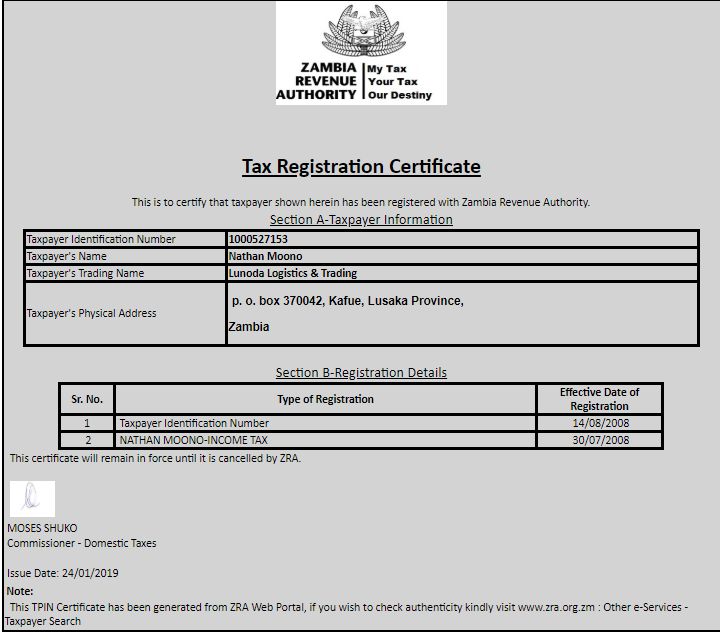 ZAMBIA
REVENUE
AUTHORITY
My Tax
Your Tax
Our Destiny
Tax Registration Certificate
This is to certify that taxpayer shown herein has been registered with Zambia Revenue Authority.
Section A-Taxpayer Information
Taxpayer Identification Number 1000527153
Taxpayer's Name Nathan Moono
Taxpayer's Trading Name Lunoda Logistics & Trading
Taxpayer's Physical Address p. o. box 370042, Kafue, Lusaka Province,
Zambia
Section B-Registration Details
Sr. No. Type of Registration Effective Date of
Registration
1 Taxpayer Identification Number 14/08/2008
2 NATHAN MOONO-INCOME TAX 30/07/2008
This certificate will remain in force until it is cancelled by ZRA.
MOSES SHUKO
Commissioner - Domestic Taxes
Issue Date: 24/01/2019
Note:
This TPIN Certificate has been generated from ZRA Web Portal, if you wish to check authenticity kindly visit www.zra.org.zm : Other e-Services -
Taxpayer Search